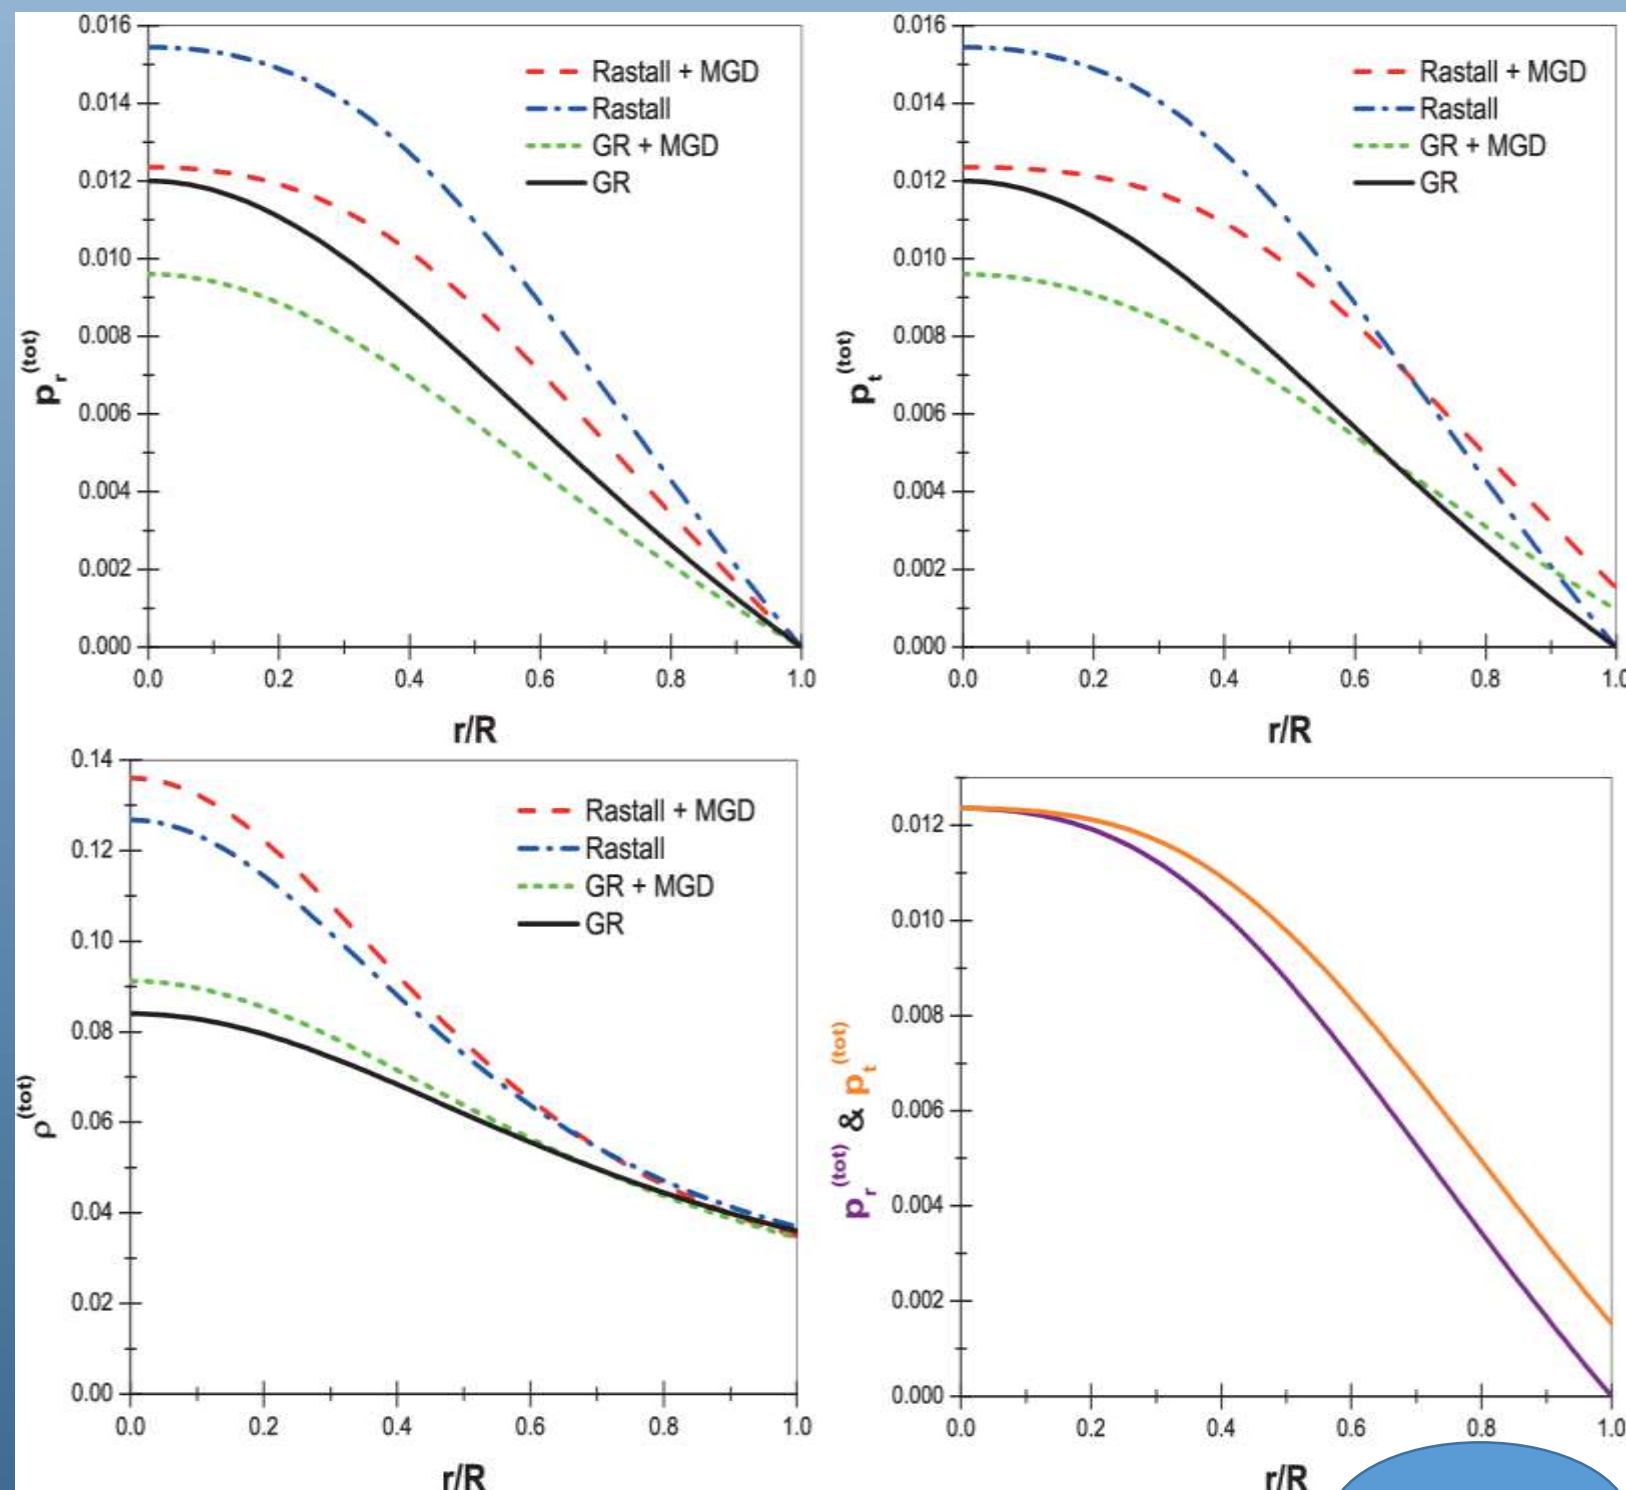 0.016
0.014
0.012
0.010
0.008
0.006
0.004
0.002
0.000
0.0 0.2 0.4 0.6 0.8 1.0
p_r^(tot)
r/R
Rastall + MGD
Rastall
GR + MGD
GR
0.016
0.014
0.012
0.010
0.008
0.006
0.004
0.002
0.000
0.0 0.2 0.4 0.6 0.8 1.0
p_t^(tot)
r/R
Rastall + MGD
Rastall
GR + MGD
GR
0.14
0.12
0.10
0.08
0.06
0.04
0.02
0.00
0.0 0.2 0.4 0.6 0.8 1.0
ρ^(tot)
r/R
Rastall + MGD
Rastall
GR + MGD
GR
0.012
0.010
0.008
0.006
0.004
0.002
0.000
0.0 0.2 0.4 0.6 0.8 1.0
p_r^(tot) & p_t^(tot)
r/R